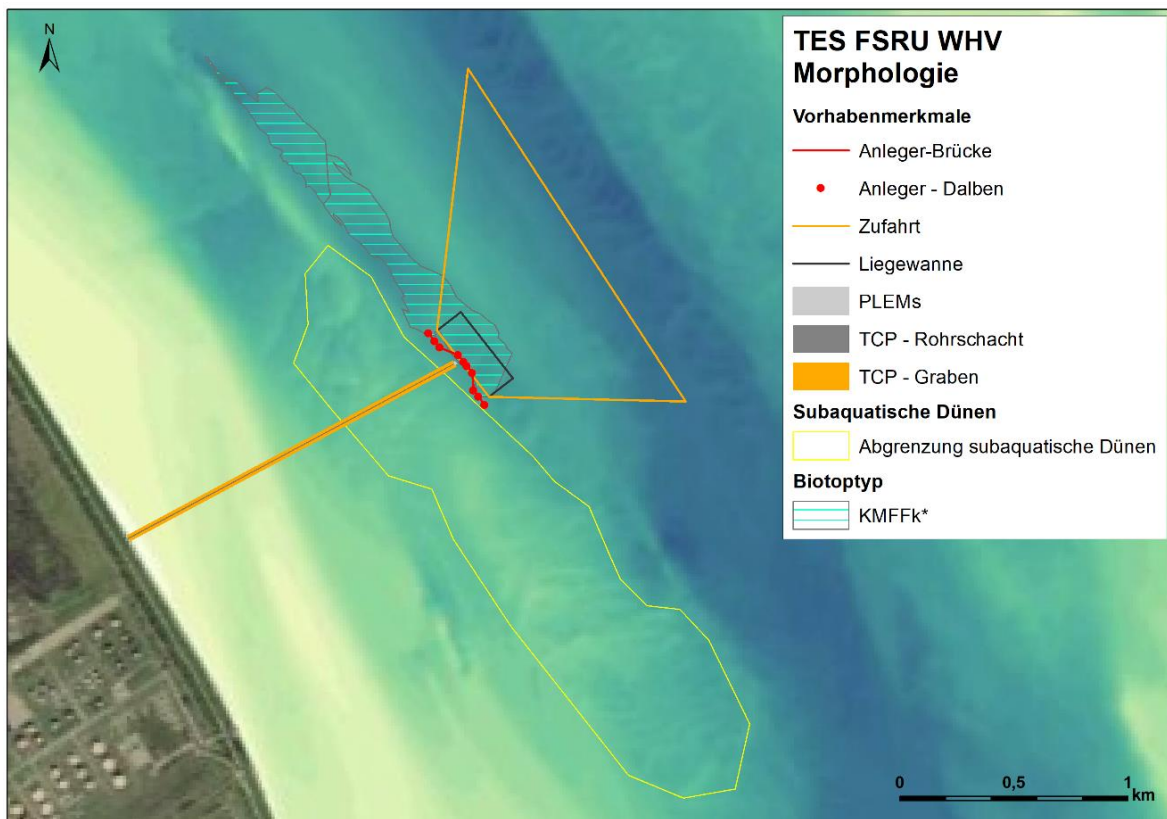 N
TES FSRU WHV
Morphologie
Vorhabenmerkmale
Anleger-Brücke
Anleger - Dalben
Zufahrt
Liegewanne
PLEMs
TCP - Rohrschacht
TCP - Graben
Subaquatische Dünen
Abgrenzung subaquatische Dünen
Biotoptyp
KMFFk*
0 0,5 1
km